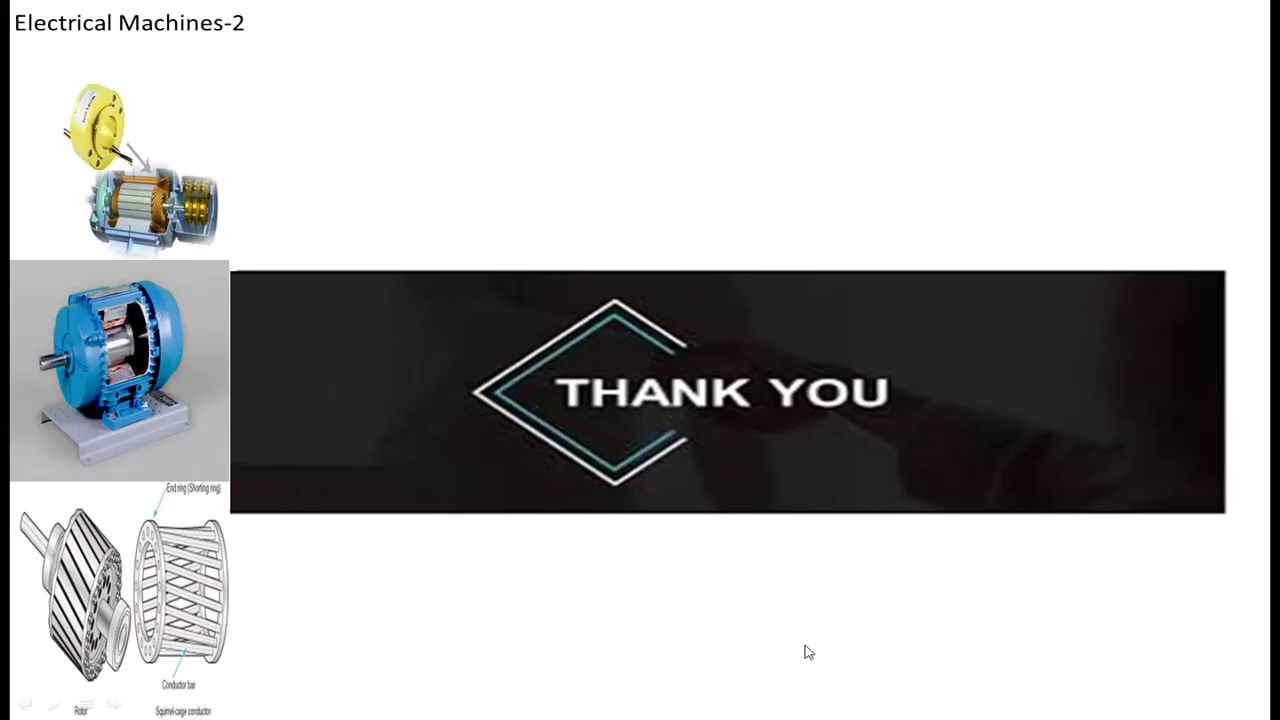 Electrical Machines-2
THANK YOU
End ring (Shorting ring)
Conductor bar
Rotor
Squirrel-cage conductor